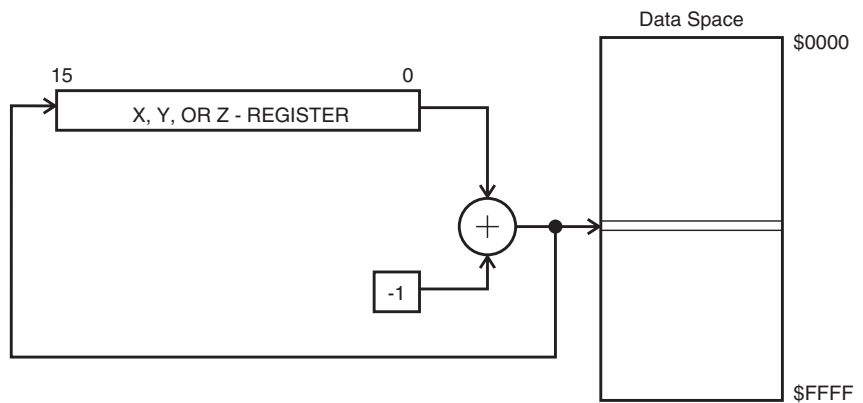 Data Space
$0000
15
0
X, Y, OR Z - REGISTER
+
-1
$FFFF